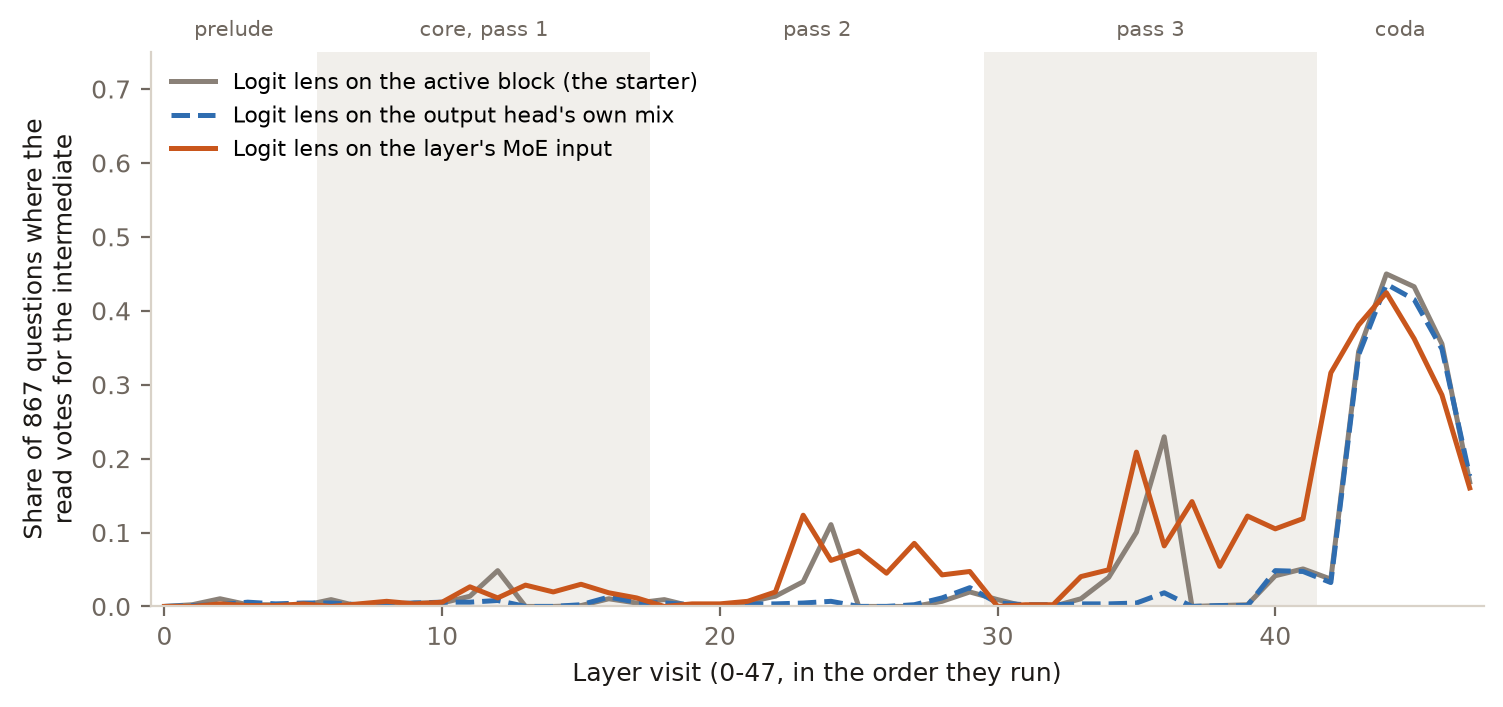 prelude
core, pass 1
pass 2
pass 3
coda
Logit lens on the active block (the starter)
Logit lens on the output head's own mix
Logit lens on the layer's MoE input
Share of 867 questions where the
read votes for the intermediate
0.7
0.6
0.5
0.4
0.3
0.2
0.1
0.0
0
10
20
30
40
Layer visit (0-47, in the order they run)